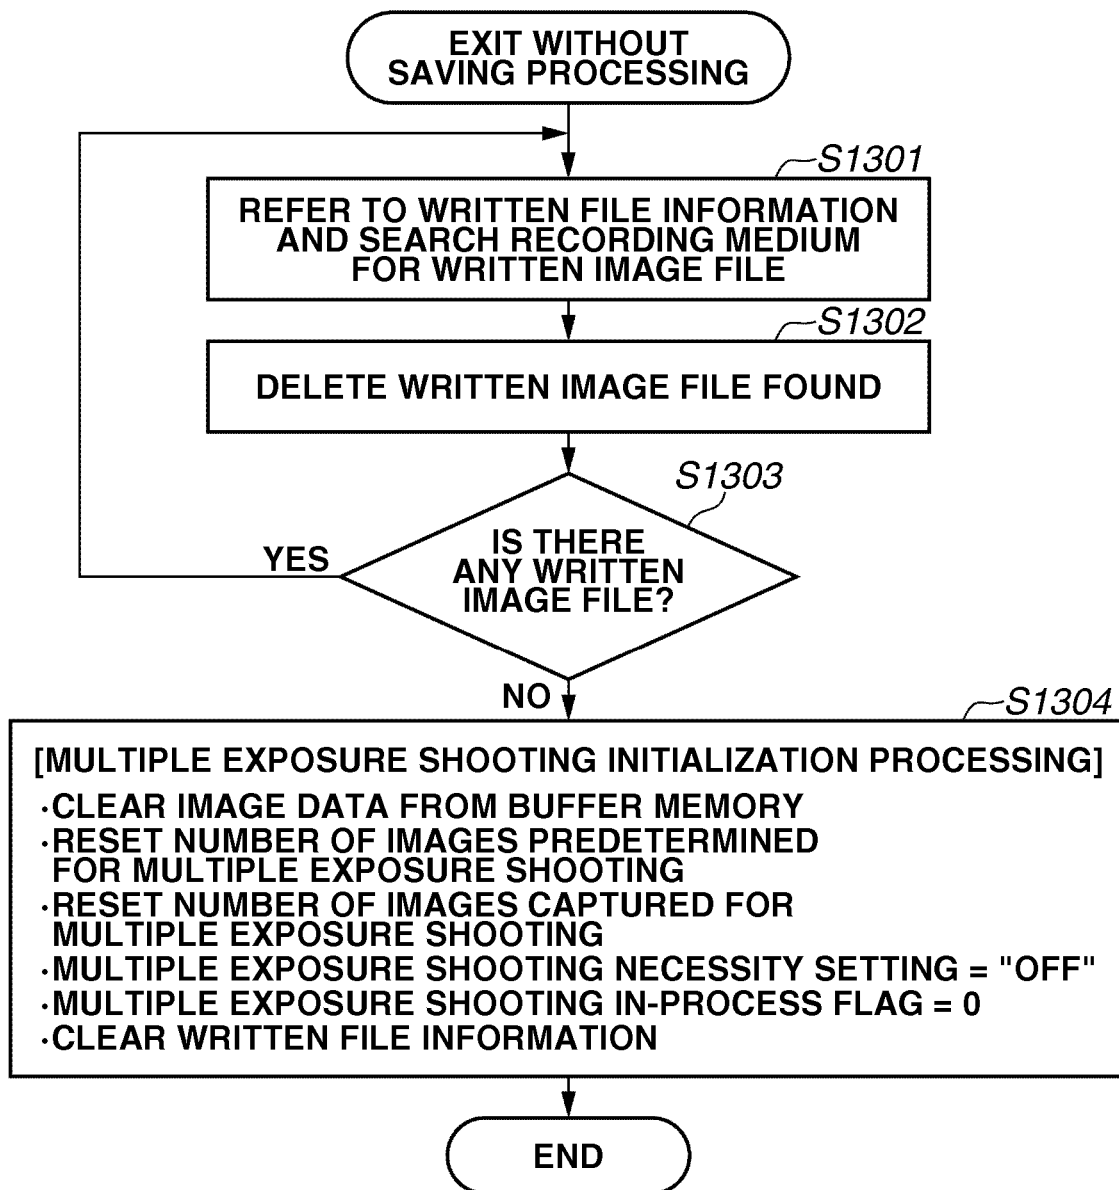 EXIT WITHOUT
SAVING PROCESSING
S1301
REFER TO WRITTEN FILE INFORMATION
AND SEARCH RECORDING MEDIUM
FOR WRITTEN IMAGE FILE
S1302
DELETE WRITTEN IMAGE FILE FOUND
S1303
IS THERE
ANY WRITTEN
IMAGE FILE?
YES
NO
S1304
[MULTIPLE EXPOSURE SHOOTING INITIALIZATION PROCESSING]
·CLEAR IMAGE DATA FROM BUFFER MEMORY
·RESET NUMBER OF IMAGES PREDETERMINED
FOR MULTIPLE EXPOSURE SHOOTING
·RESET NUMBER OF IMAGES CAPTURED FOR
MULTIPLE EXPOSURE SHOOTING
·MULTIPLE EXPOSURE SHOOTING NECESSITY SETTING = "OFF"
·MULTIPLE EXPOSURE SHOOTING IN-PROCESS FLAG = 0
·CLEAR WRITTEN FILE INFORMATION
END